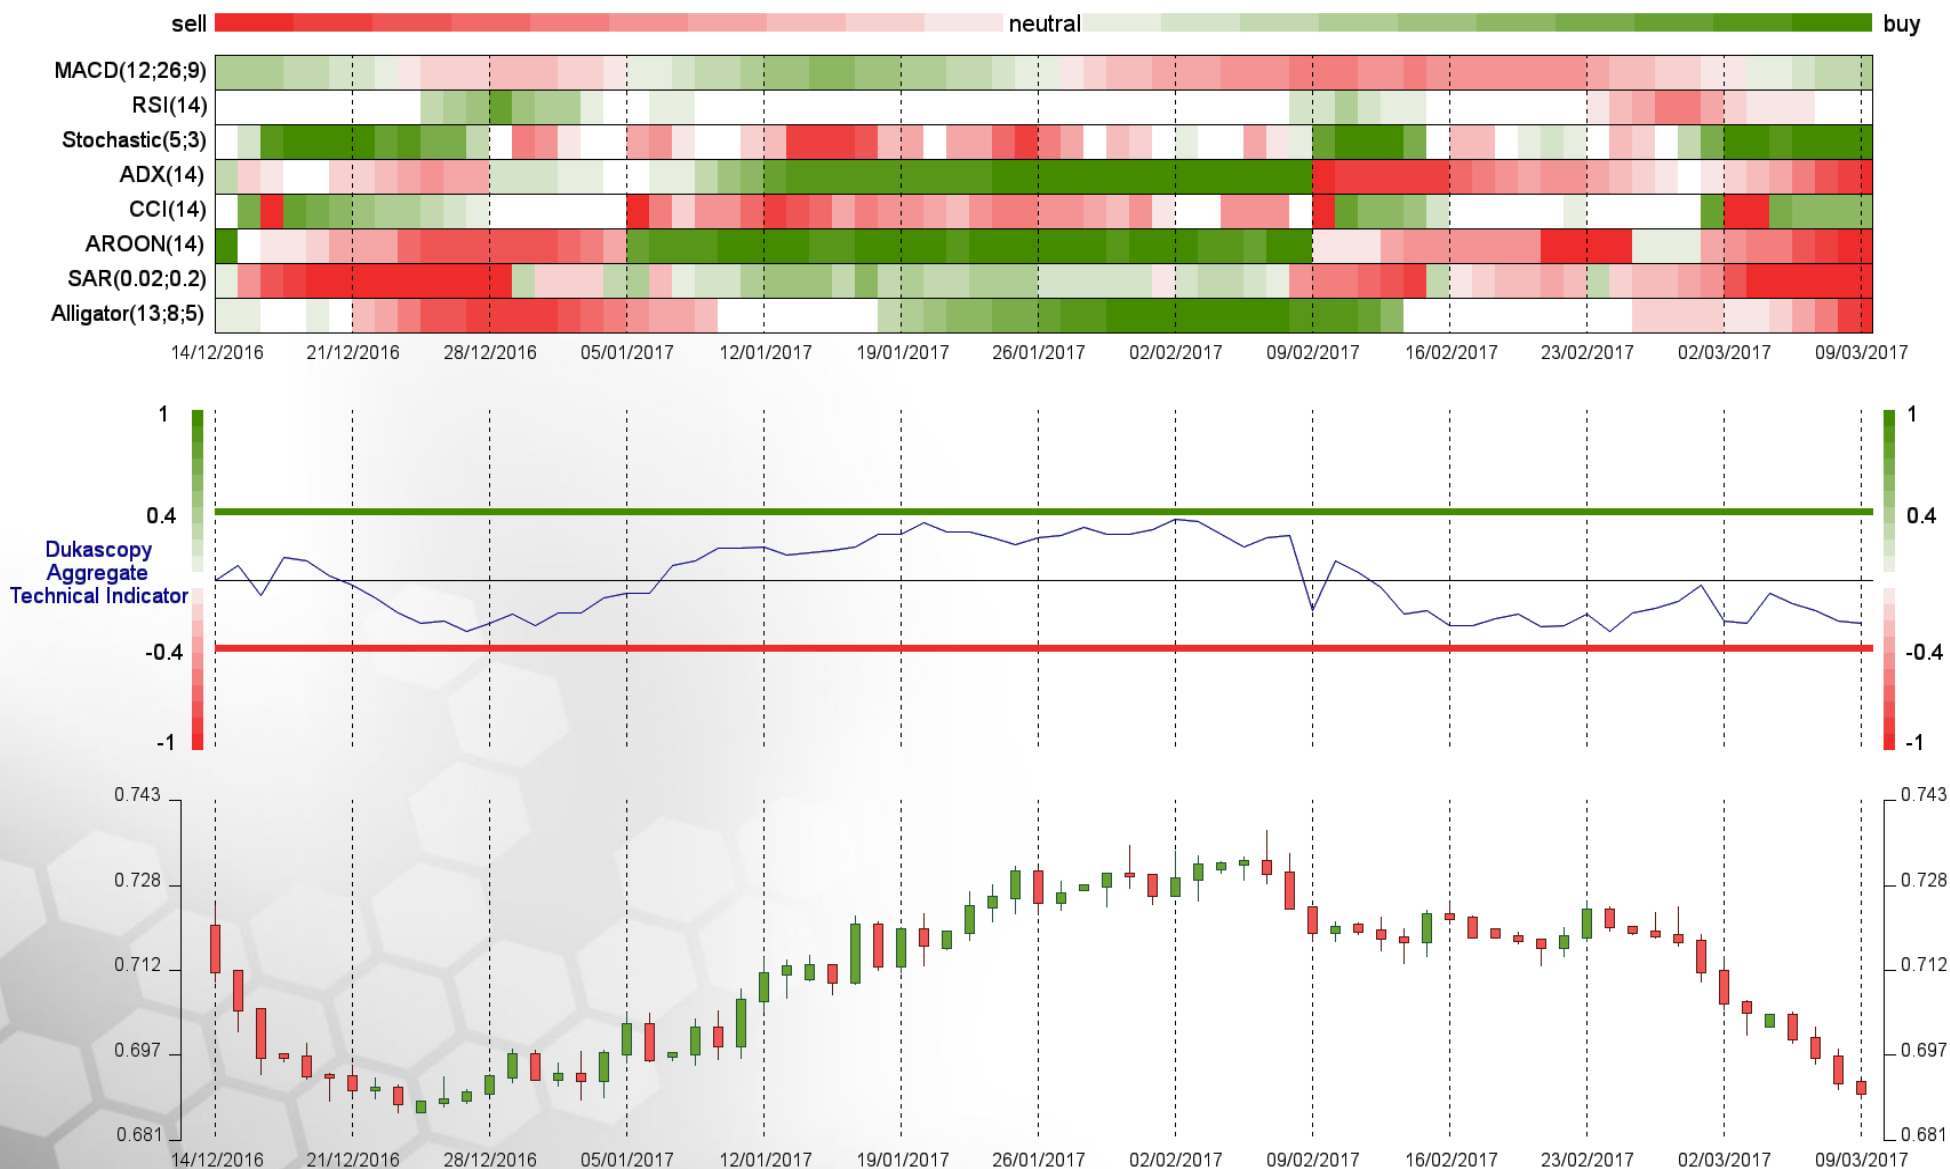 sell neutral buy
MACD(12;26;9)
RSI(14)
Stochastic(5;3)
ADX(14)
CCI(14)
AROON(14)
SAR(0.02;0.2)
Alligator(13;8;5)
14/12/2016 21/12/2016 28/12/2016 05/01/2017 12/01/2017 19/01/2017 26/01/2017 02/02/2017 09/02/2017 16/02/2017 23/02/2017 02/03/2017 09/03/2017
1 1
0.4 0.4
Dukascopy
Aggregate
Technical Indicator
-0.4 -0.4
-1 -1
0.743 0.743
0.728 0.728
0.712 0.712
0.697 0.697
0.681 0.681
14/12/2016 21/12/2016 28/12/2016 05/01/2017 12/01/2017 19/01/2017 26/01/2017 02/02/2017 09/02/2017 16/02/2017 23/02/2017 02/03/2017 09/03/2017